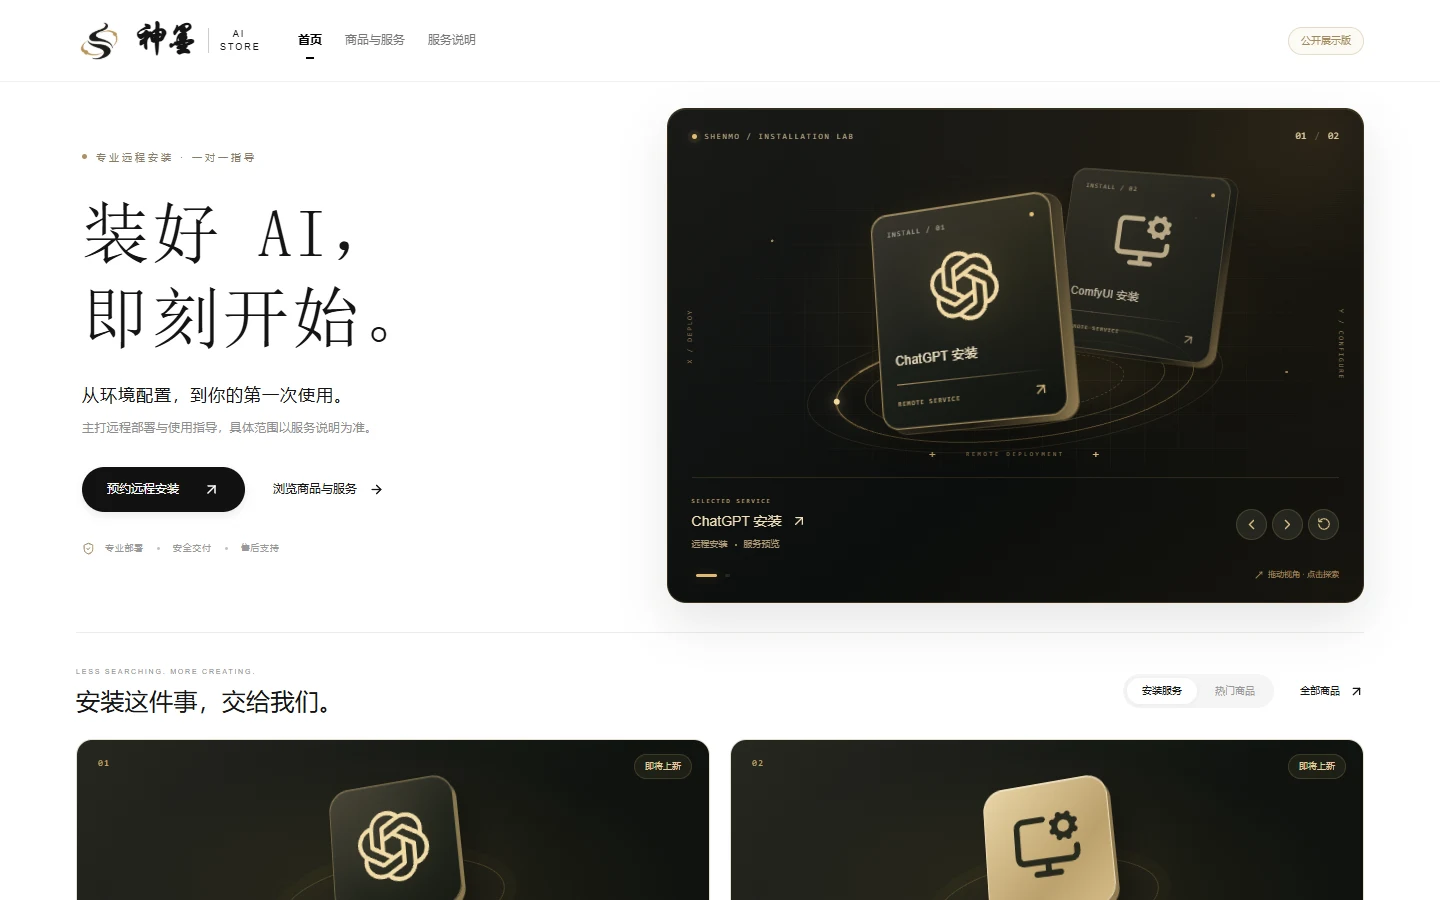 神墨
AI
STORE
首页
商品与服务
服务说明
公开展示版
专业远程安装 · 一对一指导
装好 AI，
即刻开始。
从环境配置，到你的第一次使用。
主打远程部署与使用指导，具体范围以服务说明为准。
预约远程安装
浏览商品与服务
专业部署 • 安全交付 • 售后支持
SHENMO / INSTALLATION LAB
01 / 02
INSTALL / 01
ChatGPT 安装
REMOTE SERVICE
INSTALL / 02
ComfyUI 安装
REMOTE SERVICE
X / DEPLOY
Y / CONFIGURE
REMOTE DEPLOYMENT
SELECTED SERVICE
ChatGPT 安装
远程安装 • 服务预览
拖动视角 · 点击探索
LESS SEARCHING. MORE CREATING.
安装这件事，交给我们。
安装服务
热门商品
全部商品
01
即将上新
02
即将上新